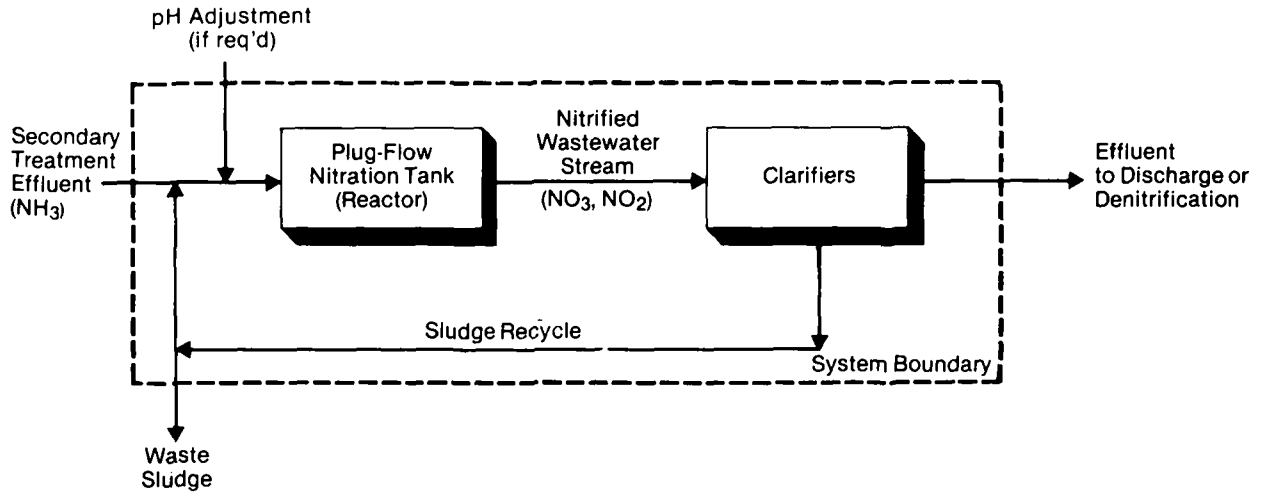 pH Adjustment
(if req'd)
Secondary
Treatment
Effluent
(NH3)
Plug-Flow
Nitration Tank
(Reactor)
Nitrified
Wastewater
Stream
(NO3, NO2)
Clarifiers
Effluent
to Discharge or
Denitrification
Sludge Recycle
System Boundary
Waste
Sludge